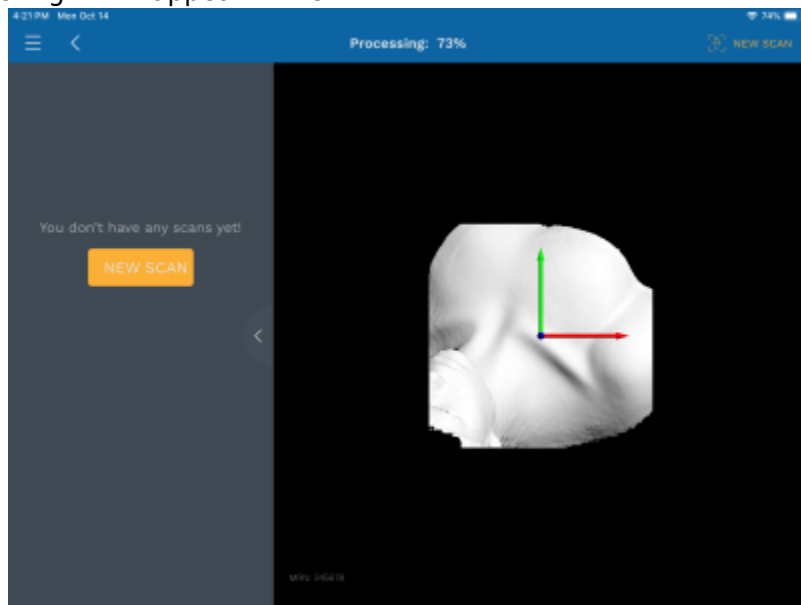 4:21 PM Mon Oct 14
74%
Processing: 73%
NEW SCAN
You don't have any scans yet!
NEW SCAN